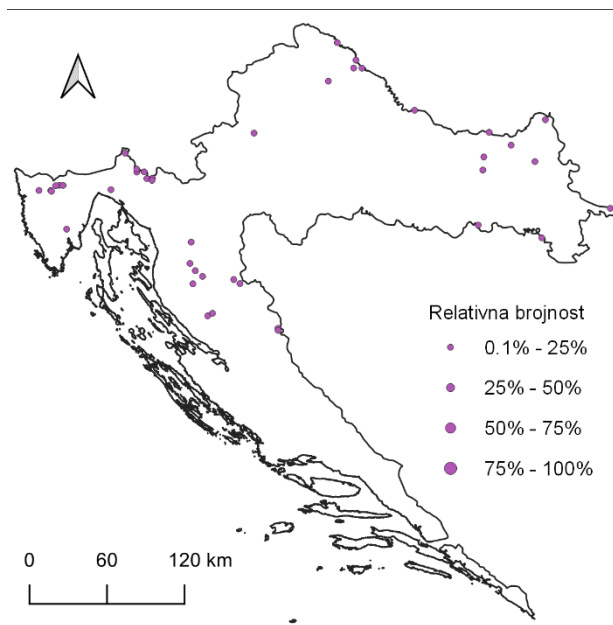 Relativna brojnost
0.1% - 25%
25% - 50%
50% - 75%
75% - 100%
0 60 120 km